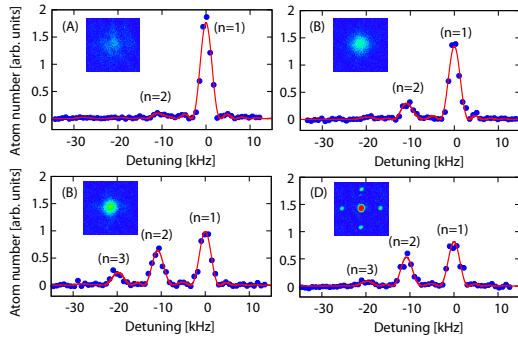 (A)
(n=1)
(n=2)
Atom number [arb. units]
0
0.5
1
1.5
2
-30
-20
-10
0
10
Detuning [kHz]
(B)
(n=1)
(n=2)
0
0.5
1
1.5
2
-30
-20
-10
0
10
Detuning [kHz]
(B)
(n=1)
(n=2)
(n=3)
Atom number [arb. units]
0
0.5
1
1.5
2
-30
-20
-10
0
10
Detuning [kHz]
(D)
(n=1)
(n=2)
(n=3)
0
0.5
1
1.5
2
-30
-20
-10
0
10
Detuning [kHz]